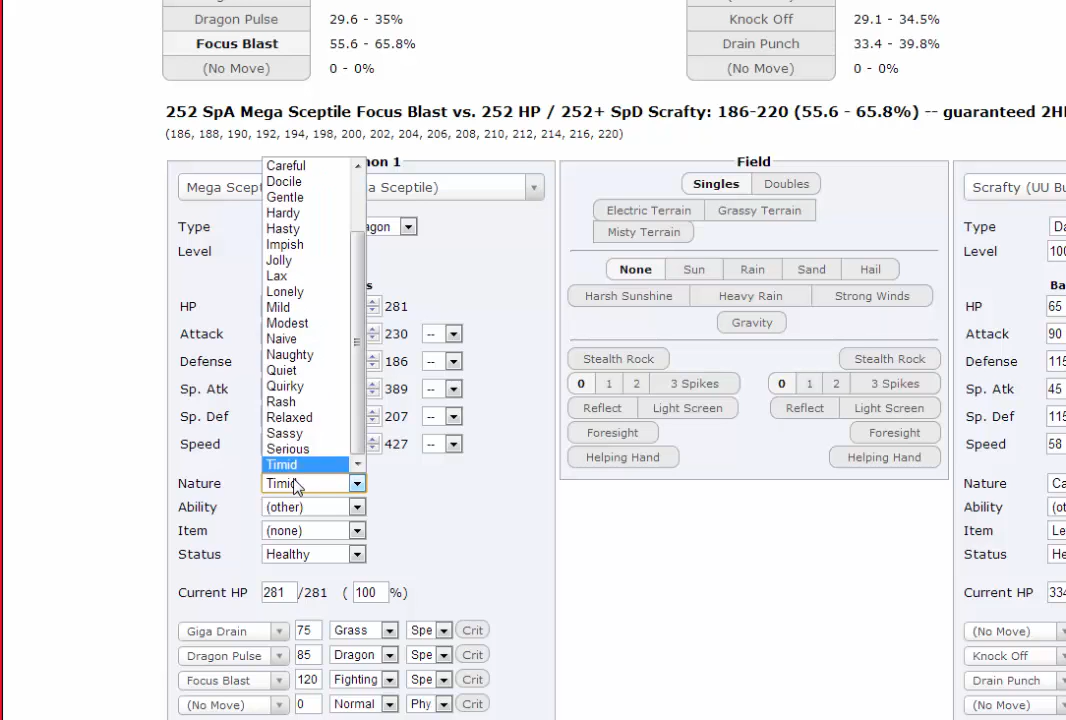 Dragon Pulse 29.6 - 35% Knock Off 29.1 - 34.5%
Focus Blast 55.6 - 65.8% Drain Punch 33.4 - 39.8%
(No Move) 0 - 0% (No Move) 0 - 0%
252 SpA Mega Sceptile Focus Blast vs. 252 HP / 252+ SpD Scrafty: 186-220 (55.6 - 65.8%) -- guaranteed 2H
(186, 188, 190, 192, 194, 198, 200, 202, 204, 206, 208, 210, 212, 214, 216, 220)
on 1
Mega Scep a Sceptile)
Type agon
Level
s
HP 281
Attack 230 --
Defense 186 --
Sp. Atk 389 --
Sp. Def 207 --
Speed 427 --
Careful
Docile
Gentle
Hardy
Hasty
Impish
Jolly
Lax
Lonely
Mild
Modest
Naive
Naughty
Quiet
Quirky
Rash
Relaxed
Sassy
Serious
Timid
Nature Timid
Ability (other)
Item (none)
Status Healthy
Current HP 281 /281 ( 100 %)
Giga Drain 75 Grass Spe Crit
Dragon Pulse 85 Dragon Spe Crit
Focus Blast 120 Fighting Spe Crit
(No Move) 0 Normal Phy Crit
Field
Singles Doubles
Electric Terrain Grassy Terrain
Misty Terrain
None Sun Rain Sand Hail
Harsh Sunshine Heavy Rain Strong Winds
Gravity
Stealth Rock Stealth Rock
0 1 2 3 Spikes 0 1 2 3 Spikes
Reflect Light Screen Reflect Light Screen
Foresight Foresight
Helping Hand Helping Hand
Scrafty (UU Bu
Type Da
Level 100
Ba
HP 65
Attack 90
Defense 115
Sp. Atk 45
Sp. Def 115
Speed 58
Nature Ca
Ability (ot
Item Le
Status He
Current HP 334
(No Move)
Knock Off
Drain Punch
(No Move)